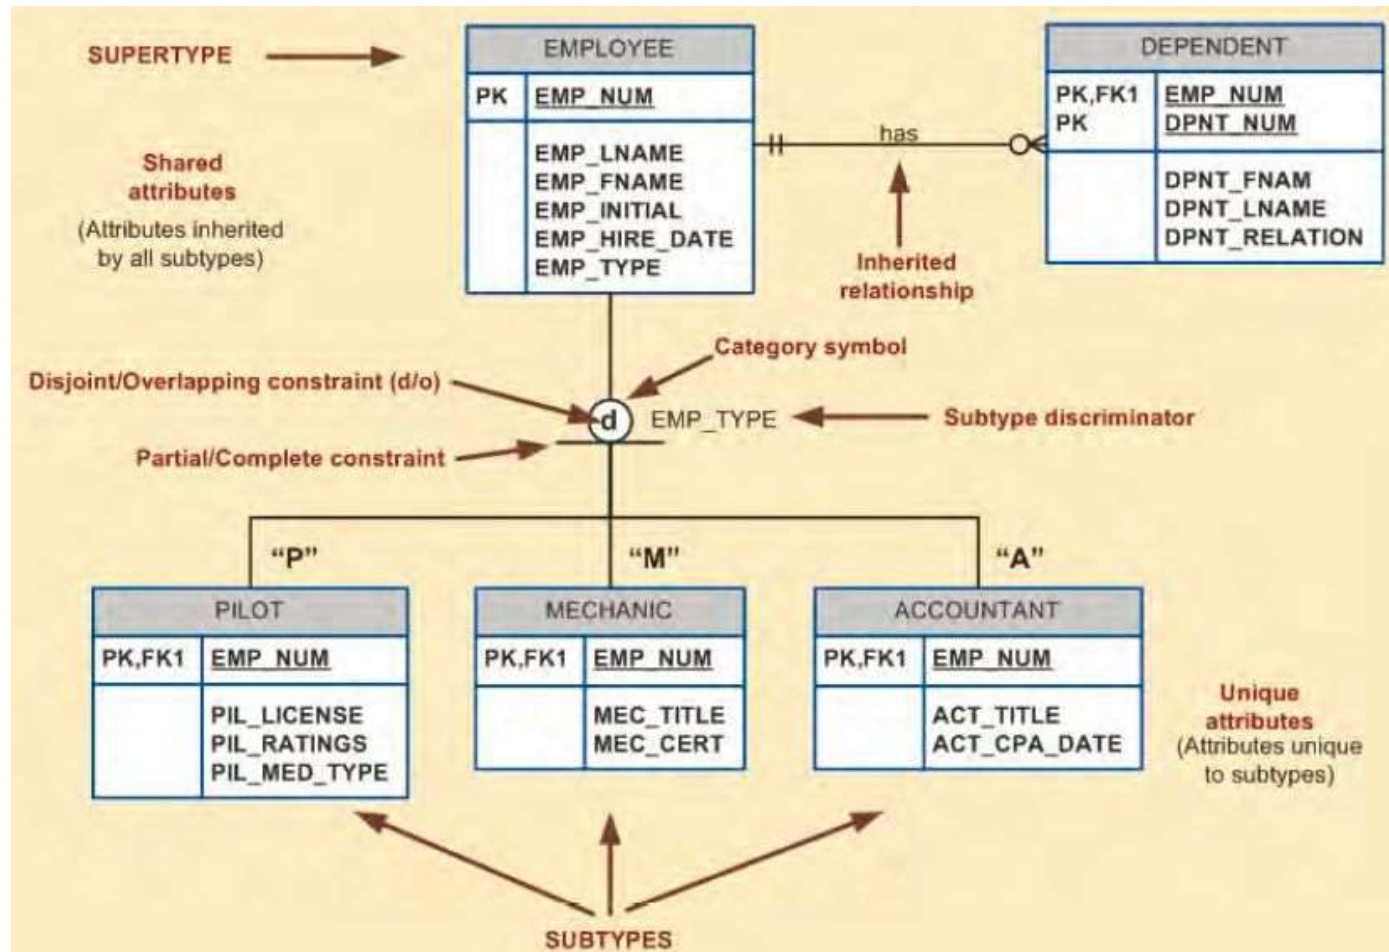 SUPERTYPE
EMPLOYEE
PK EMP_NUM
EMP_LNAME
EMP_FNAME
EMP_INITIAL
EMP_HIRE_DATE
EMP_TYPE
has
DEPENDENT
PK,FK1 EMP_NUM
PK DPNT_NUM
DPNT_FNAM
DPNT_LNAME
DPNT_RELATION
Shared
attributes
(Attributes inherited
by all subtypes)
Inherited
relationship
Category symbol
Disjoint/Overlapping constraint (d/o)
d
EMP_TYPE
Subtype discriminator
Partial/Complete constraint
“P”
“M”
“A”
PILOT
PK,FK1 EMP_NUM
PIL_LICENSE
PIL_RATINGS
PIL_MED_TYPE
MECHANIC
PK,FK1 EMP_NUM
MEC_TITLE
MEC_CERT
ACCOUNTANT
PK,FK1 EMP_NUM
ACT_TITLE
ACT_CPA_DATE
Unique
attributes
(Attributes unique
to subtypes)
SUBTYPES